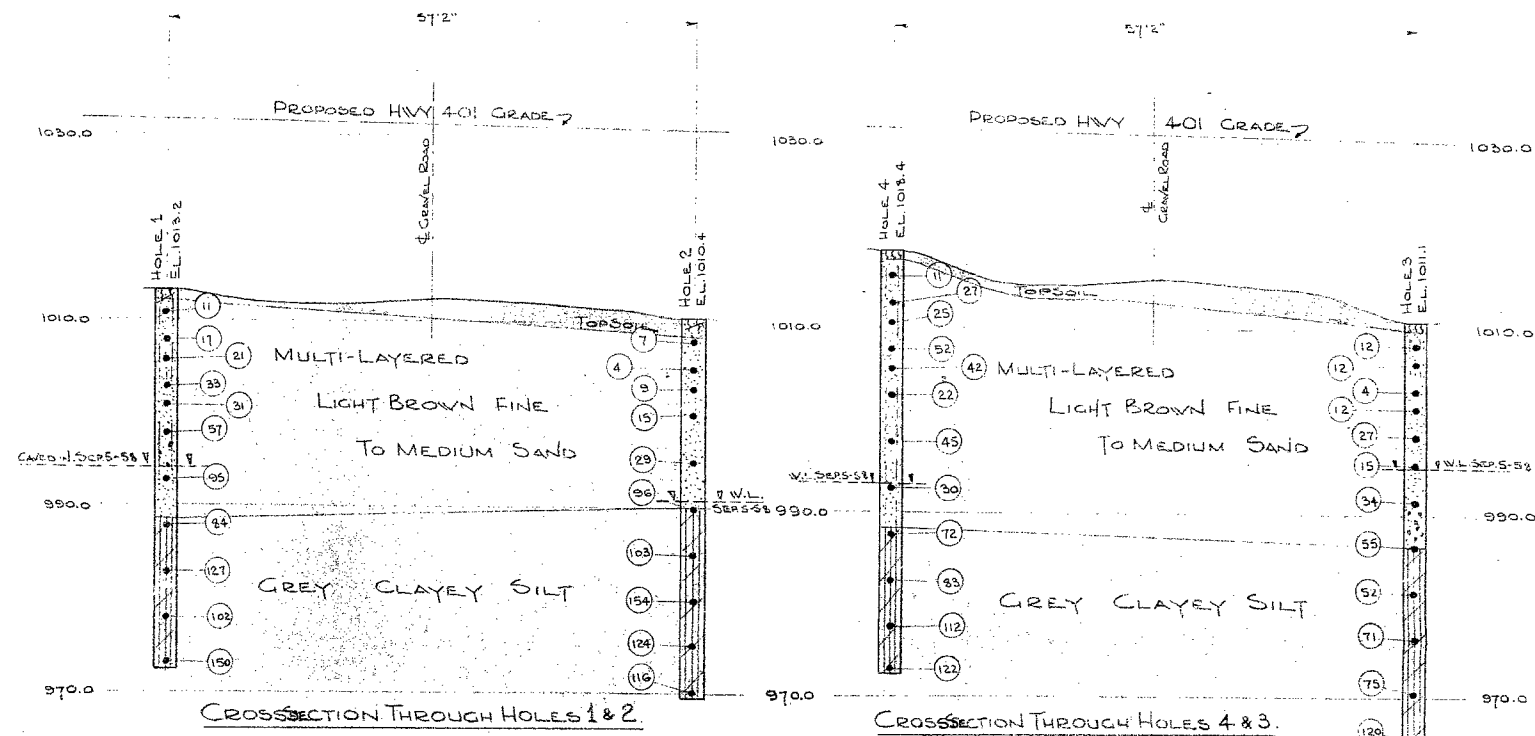 57'2"
PROPOSED HWY 401 GRADE
1030.0
℄ GRAVEL ROAD
HOLE 1
EL. 1013.2
HOLE 2
EL. 1010.4
1010.0
TOPSOIL
11
17
21
33
31
57
95
84
127
102
150
MULTI-LAYERED
LIGHT BROWN FINE
TO MEDIUM SAND
7
4
9
15
29
96
103
154
124
116
CAVED IN SEP.5-58
W.L.
SEP.5-58
990.0
GREY CLAYEY SILT
970.0
CROSSSECTION THROUGH HOLES 1 & 2.
57'2"
PROPOSED HWY 401 GRADE
1030.0
1030.0
℄ GRAVEL ROAD
HOLE 4
EL. 1018.4
HOLE 3
EL. 1011.1
1010.0
1010.0
TOPSOIL
11
27
25
52
42
22
45
30
72
83
112
122
MULTI-LAYERED
LIGHT BROWN FINE
TO MEDIUM SAND
12
12
4
12
27
15
34
55
52
71
75
120
W.L. SEP.5-58
W.L. SEP.5-58
990.0
990.0
GREY CLAYEY SILT
970.0
970.0
CROSSSECTION THROUGH HOLES 4 & 3.